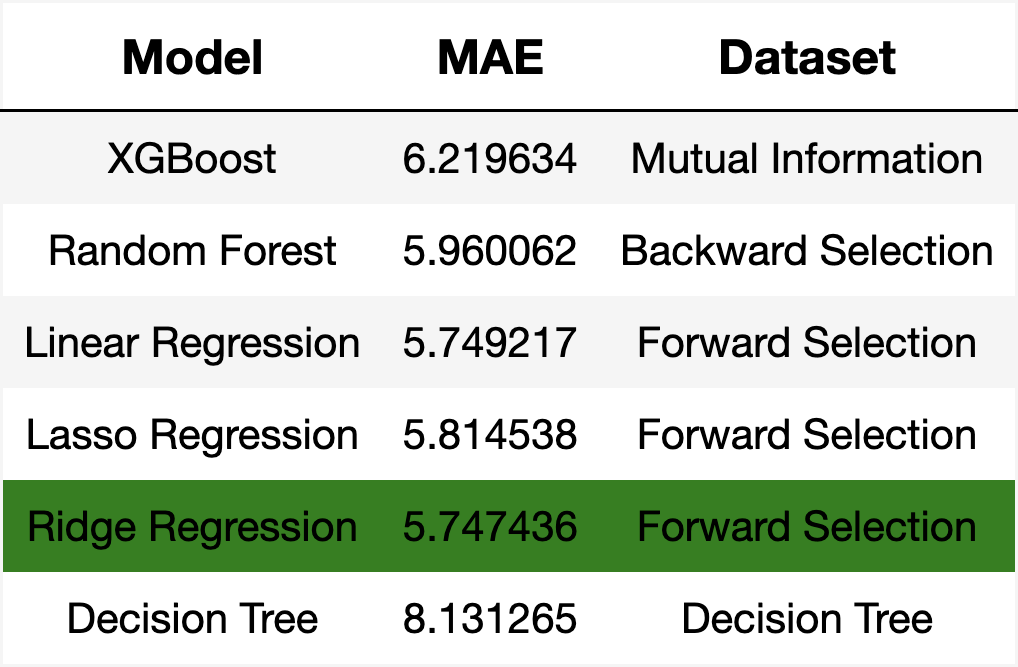 Model MAE Dataset
XGBoost 6.219634 Mutual Information
Random Forest 5.960062 Backward Selection
Linear Regression 5.749217 Forward Selection
Lasso Regression 5.814538 Forward Selection
Ridge Regression 5.747436 Forward Selection
Decision Tree 8.131265 Decision Tree